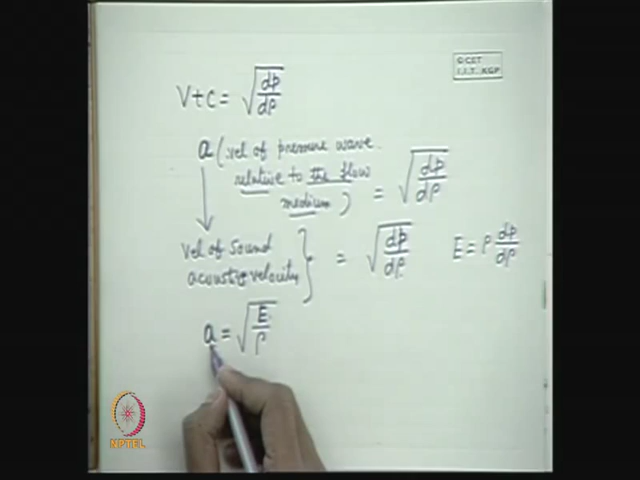 ©CET
I.I.T. KGP
V+C = √(dp/dρ)
a (vel of pressure wave
relative to the flow
medium) = √(dp/dρ)
vel of sound
acoustic velocity } = √(dp/dρ) E = ρ dp/dρ
a = √(E/ρ)
NPTEL